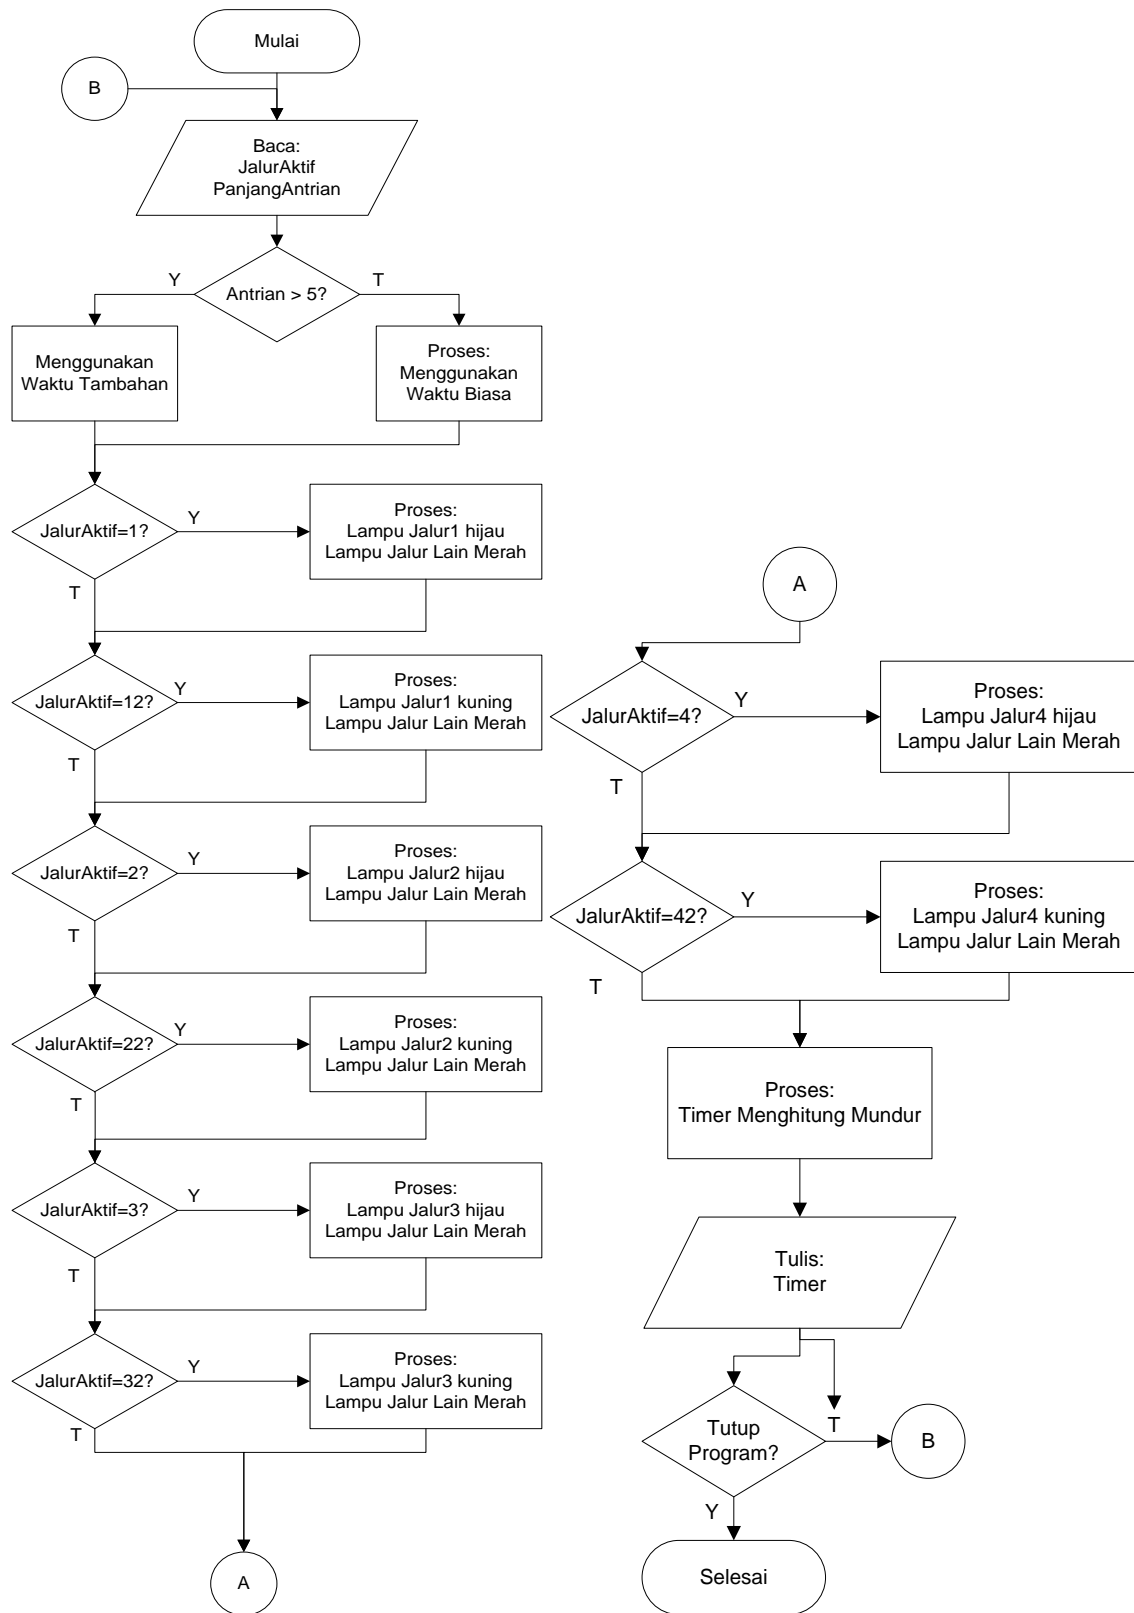 Mulai
B
Baca:
JalurAktif
PanjangAntrian
Y
T
Antrian > 5?
Menggunakan
Waktu Tambahan
Proses:
Menggunakan
Waktu Biasa
JalurAktif=1?
Y
T
Proses:
Lampu Jalur1 hijau
Lampu Jalur Lain Merah
JalurAktif=12?
Y
T
Proses:
Lampu Jalur1 kuning
Lampu Jalur Lain Merah
JalurAktif=2?
Y
T
Proses:
Lampu Jalur2 hijau
Lampu Jalur Lain Merah
JalurAktif=22?
Y
T
Proses:
Lampu Jalur2 kuning
Lampu Jalur Lain Merah
JalurAktif=3?
Y
T
Proses:
Lampu Jalur3 hijau
Lampu Jalur Lain Merah
JalurAktif=32?
Y
T
Proses:
Lampu Jalur3 kuning
Lampu Jalur Lain Merah
A
A
JalurAktif=4?
Y
T
Proses:
Lampu Jalur4 hijau
Lampu Jalur Lain Merah
JalurAktif=42?
Y
T
Proses:
Lampu Jalur4 kuning
Lampu Jalur Lain Merah
Proses:
Timer Menghitung Mundur
Tulis:
Timer
Tutup
Program?
T
B
Y
Selesai